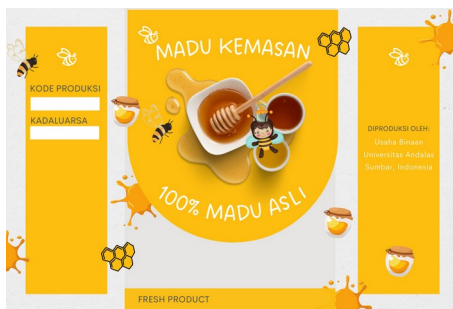 KODE PRODUKSI
KADALUARSA
MADU KEMASAN
100% MADU ASLI
FRESH PRODUCT
DIPRODUKSI OLEH:
Usaha Binaan
Universitas Andalas
Sumbar, Indonesia